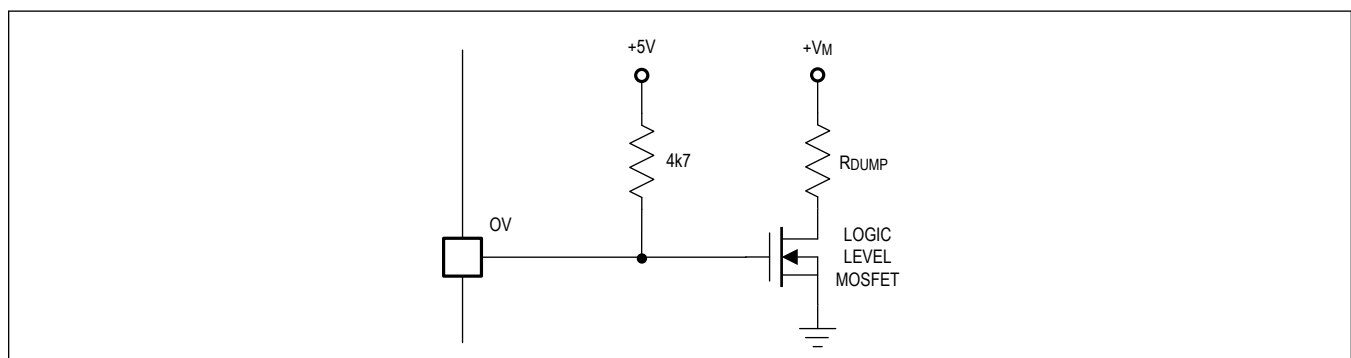 +5V
+VM
4k7
RDUMP
OV
LOGIC
LEVEL
MOSFET